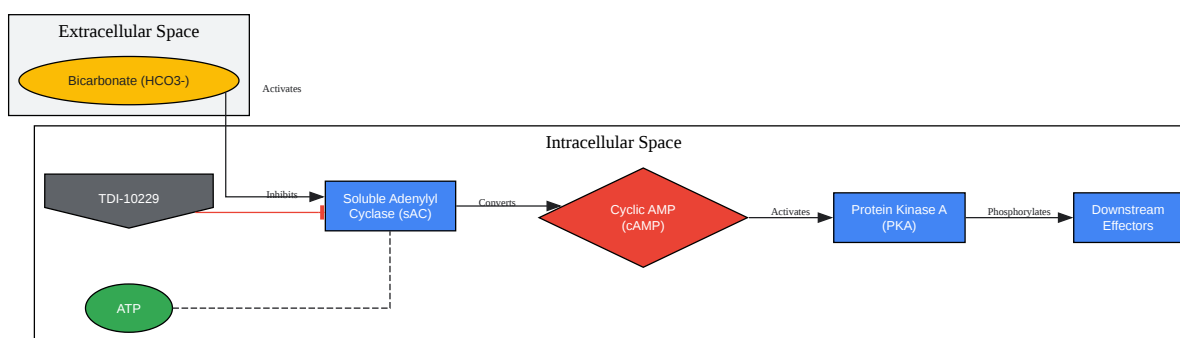 Extracellular Space
Bicarbonate (HCO3-)
Activates
Intracellular Space
TDI-10229
Inhibits
Soluble Adenylyl
Cyclase (sAC)
Converts
Cyclic AMP
(cAMP)
Activates
Protein Kinase A
(PKA)
Phosphorylates
Downstream
Effectors
ATP